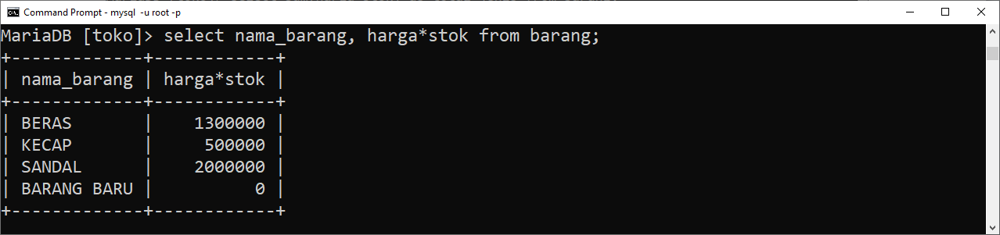 Command Prompt - mysql  -u root -p
MariaDB [toko]> select nama_barang, harga*stok from barang;
+-------------+------------+
| nama_barang | harga*stok |
+-------------+------------+
| BERAS       |    1300000 |
| KECAP       |     500000 |
| SANDAL      |    2000000 |
| BARANG BARU |          0 |
+-------------+------------+